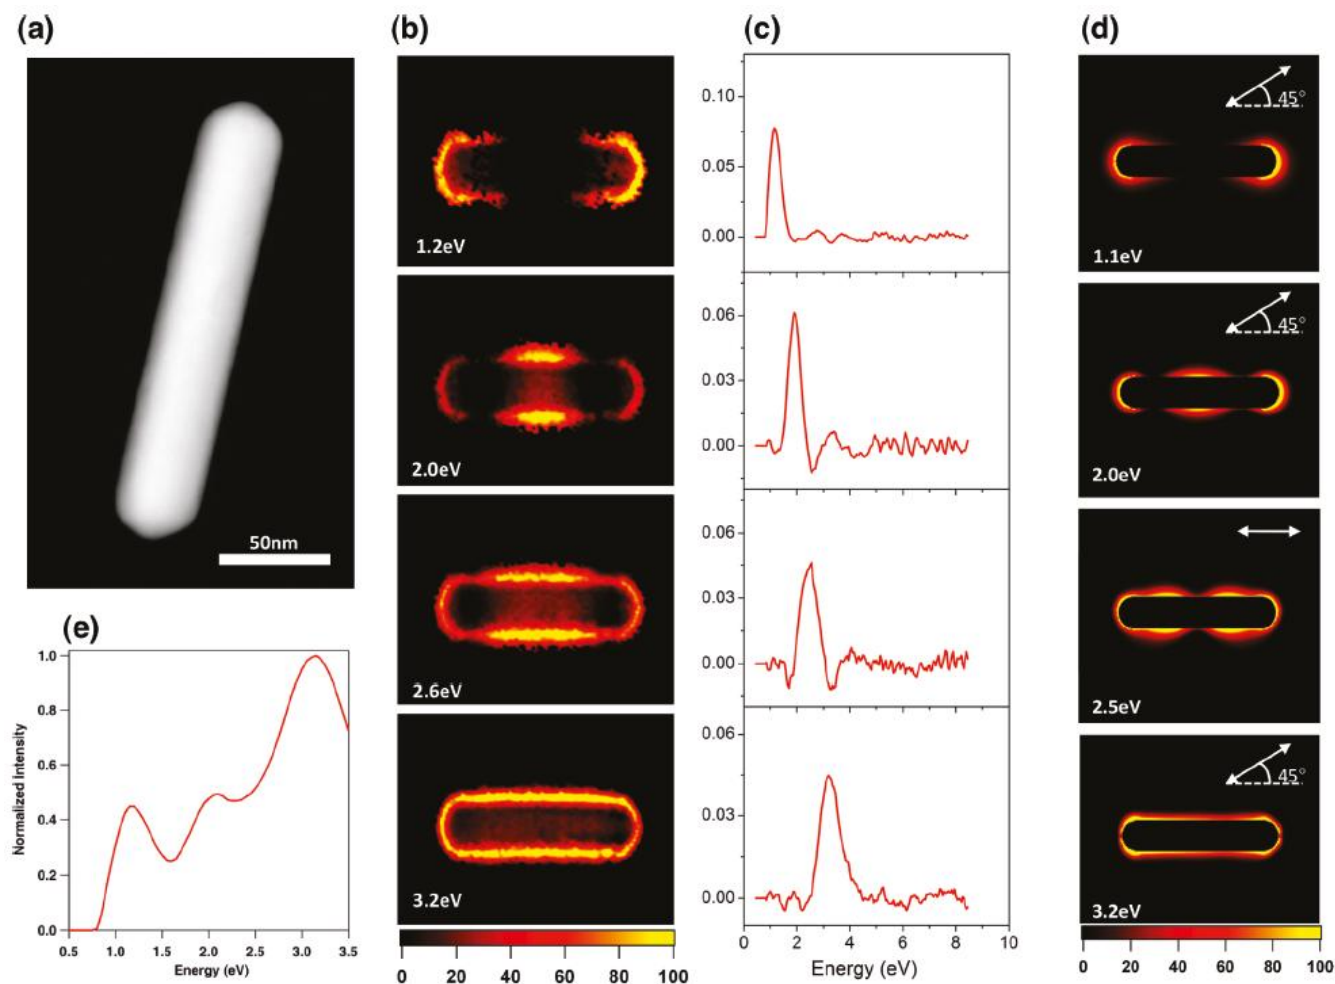 (a)
50nm
(b)
1.2eV
2.0eV
2.6eV
3.2eV
0 20 40 60 80 100
(c)
0.10
0.05
0.00
0.06
0.03
0.00
0.06
0.03
0.00
0.06
0.03
0.00
0 2 4 6 8 10
Energy (eV)
(d)
45°
1.1eV
45°
2.0eV
2.5eV
45°
3.2eV
0 20 40 60 80 100
(e)
Normalized Intensity
1.0
0.8
0.6
0.4
0.2
0.0
0.5 1.0 1.5 2.0 2.5 3.0 3.5
Energy (eV)